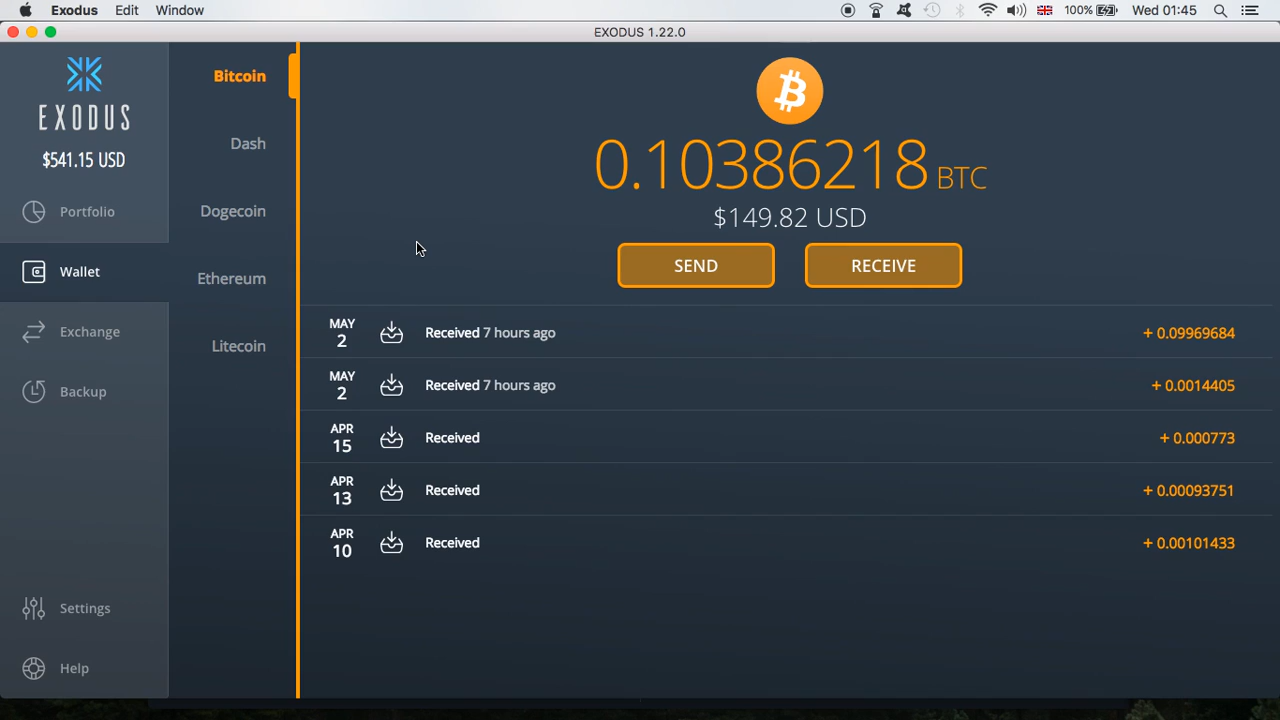 Exodus Edit Window 100% Wed 01:45
EXODUS 1.22.0
EXODUS
$541.15 USD
Portfolio
Wallet
Exchange
Backup
Settings
Help
Bitcoin
Dash
Dogecoin
Ethereum
Litecoin
0.10386218 BTC
$149.82 USD
SEND RECEIVE
MAY 2 Received 7 hours ago + 0.09969684
MAY 2 Received 7 hours ago + 0.0014405
APR 15 Received + 0.000773
APR 13 Received + 0.00093751
APR 10 Received + 0.00101433